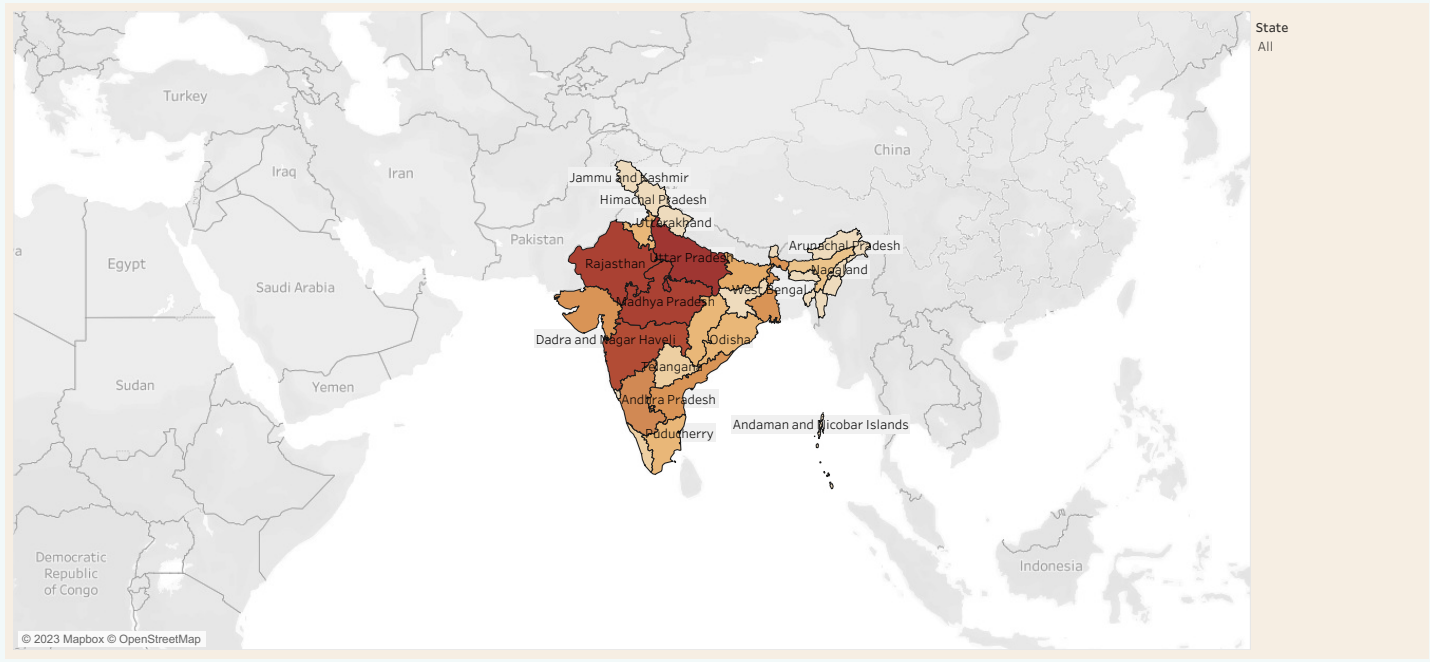 State
All
Turkey
China
Iraq
Iran
Jammu and Kashmir
Himachal Pradesh
Uttarakhand
Pakistan
Arunachal Pradesh
Egypt
Rajasthan
Uttar Pradesh
Nagaland
Saudi Arabia
West Bengal
Madhya Pradesh
Dadra and Nagar Haveli
Odisha
Telangana
Sudan
Yemen
Andhra Pradesh
Andaman and Nicobar Islands
Puducherry
Democratic
Republic
of Congo
Indonesia
© 2023 Mapbox © OpenStreetMap